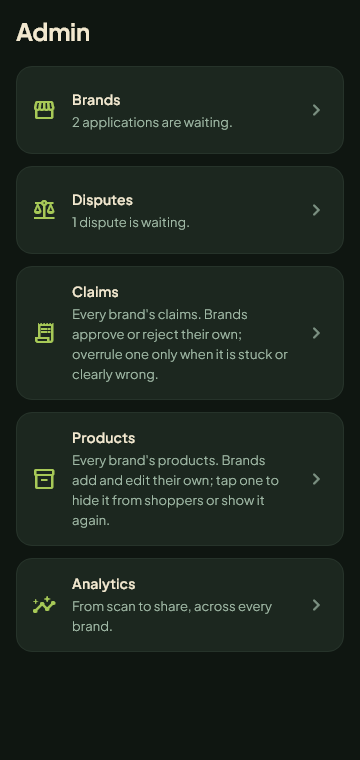 Admin
Brands
2 applications are waiting.
Disputes
1 dispute is waiting.
Claims
Every brand's claims. Brands
approve or reject their own;
overrule one only when it is stuck or
clearly wrong.
Products
Every brand's products. Brands
add and edit their own; tap one to
hide it from shoppers or show it
again.
Analytics
From scan to share, across every
brand.